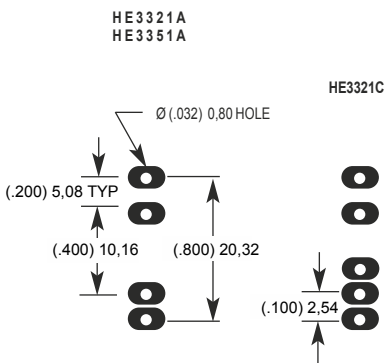 HE3321A
HE3351A
HE3321C
Ø (.032) 0,80 HOLE
(.200) 5,08 TYP
(.400) 10,16
(.800) 20,32
(.100) 2,54